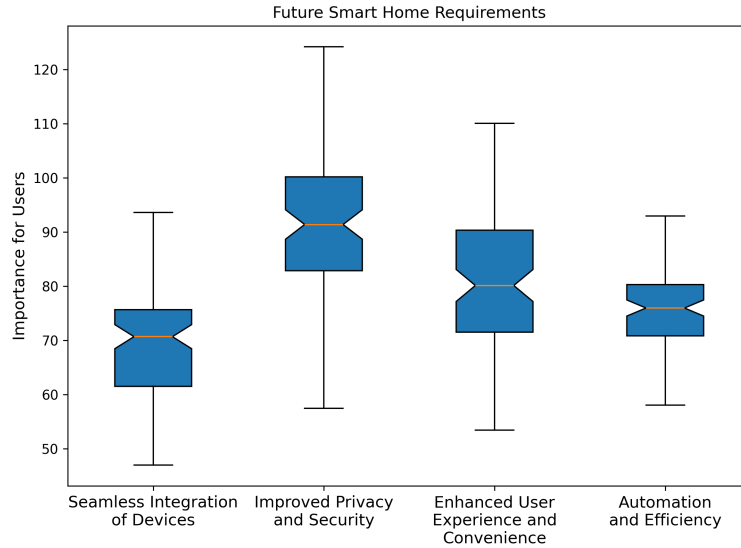 Future Smart Home Requirements
Importance for Users
120
110
100
90
80
70
60
50
Seamless Integration
of Devices
Improved Privacy
and Security
Enhanced User
Experience and
Convenience
Automation
and Efficiency